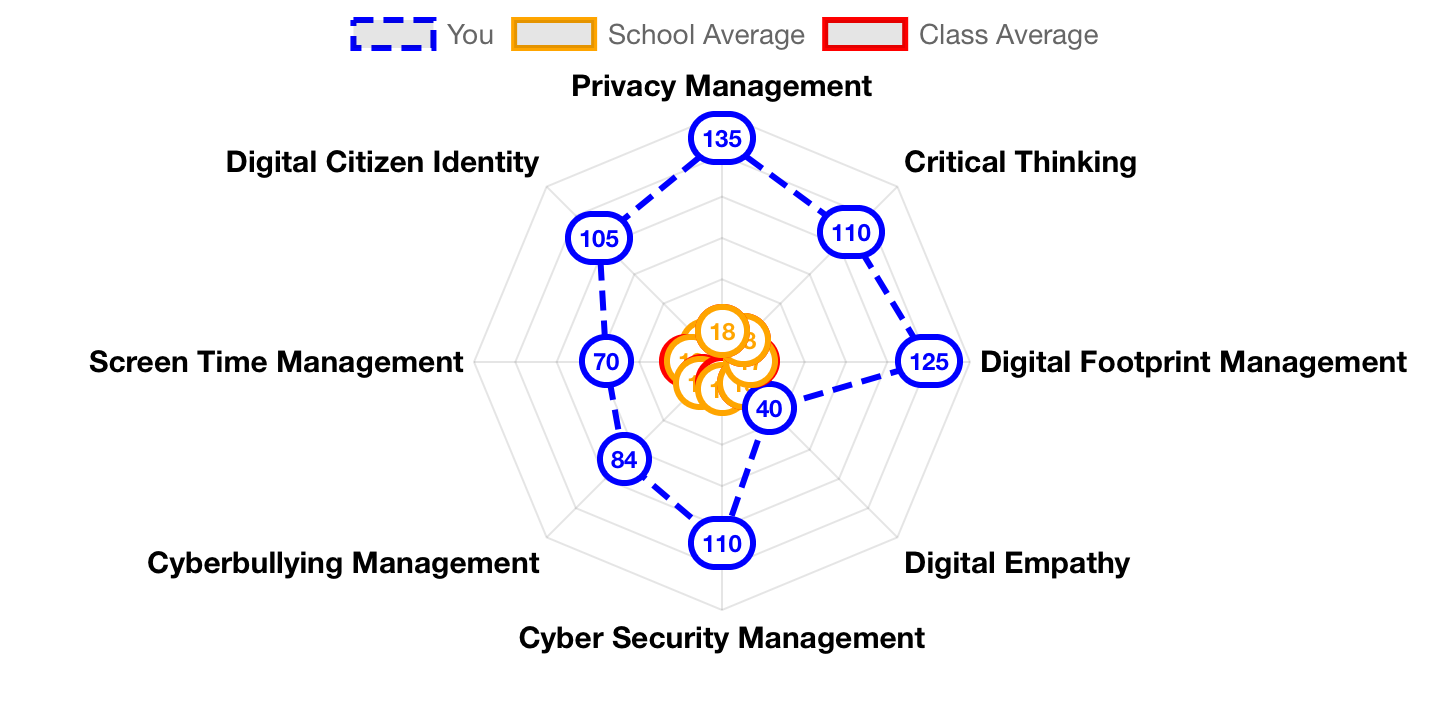 You School Average Class Average
Privacy Management
135
Digital Citizen Identity
Critical Thinking
105
110
18
Screen Time Management
70
125
Digital Footprint Management
40
84
110
Cyberbullying Management
Digital Empathy
Cyber Security Management